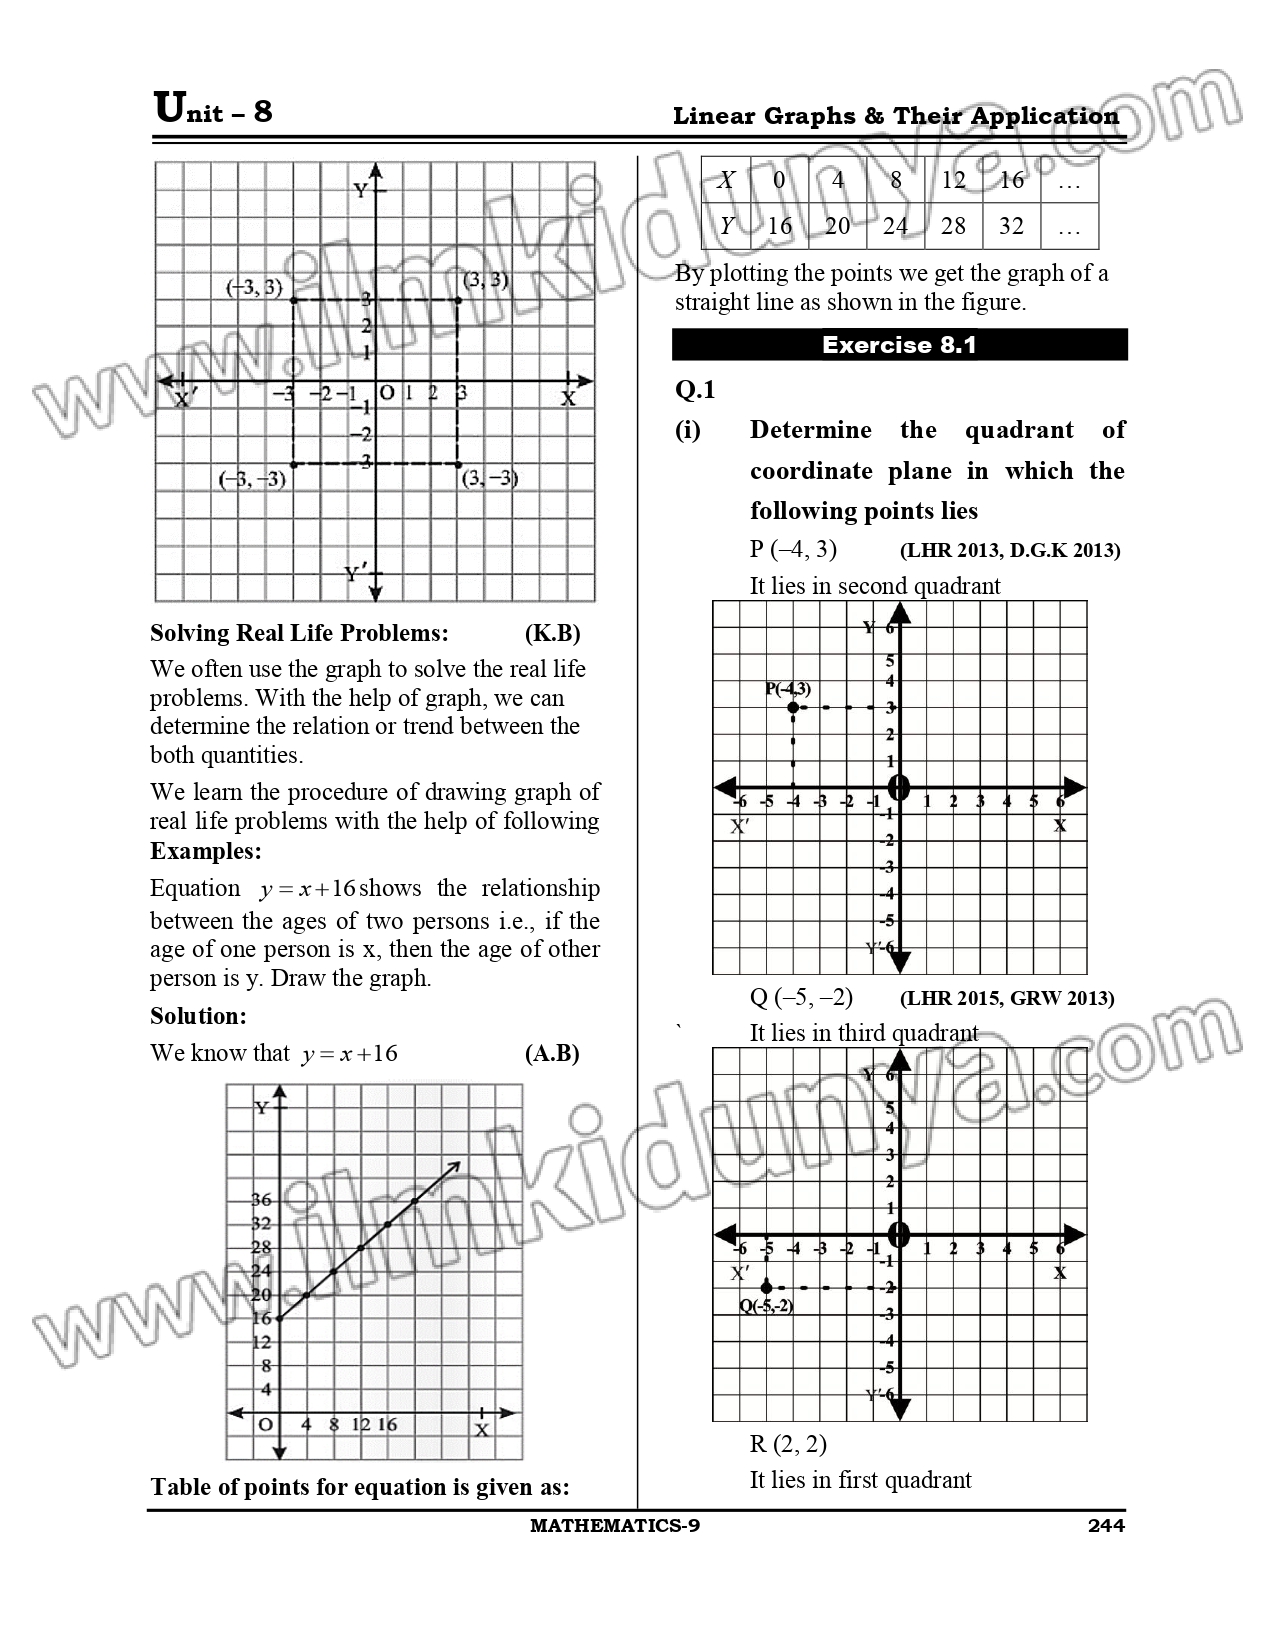 Unit – 8
Linear Graphs & Their Application
Y
(–3, 3)
(3, 3)
3
2
1
X′
–3 –2 –1 O 1 2 3
X
–1
–2
3
(–3, –3)
(3, –3)
Y′
Solving Real Life Problems: (K.B)
We often use the graph to solve the real life
problems. With the help of graph, we can
determine the relation or trend between the
both quantities.
We learn the procedure of drawing graph of
real life problems with the help of following
Examples:
Equation y = x + 16 shows the relationship
between the ages of two persons i.e., if the
age of one person is x, then the age of other
person is y. Draw the graph.
Solution:
We know that y = x + 16 (A.B)
Y
36
32
28
24
20
16
12
8
4
O 4 8 12 16 X
Table of points for equation is given as:
X 0 4 8 12 16 …
Y 16 20 24 28 32 …
By plotting the points we get the graph of a
straight line as shown in the figure.
Exercise 8.1
Q.1
(i) Determine the quadrant of
coordinate plane in which the
following points lies
P (–4, 3) (LHR 2013, D.G.K 2013)
It lies in second quadrant
Y 6
5
4
P(-4,3)
3
2
1
O
-6 -5 -4 -3 -2 -1 1 2 3 4 5 6
-1
X′ X
-2
-3
-4
-5
Y′ -6
Q (–5, –2) (LHR 2015, GRW 2013)
` It lies in third quadrant
Y 6
5
4
3
2
1
O
-6 -5 -4 -3 -2 -1 1 2 3 4 5 6
-1
X′ X
-2
Q(-5,-2)
-3
-4
-5
Y′ -6
R (2, 2)
It lies in first quadrant
MATHEMATICS-9
244
www.ilmkidunya.com
www.ilmkidunya.com